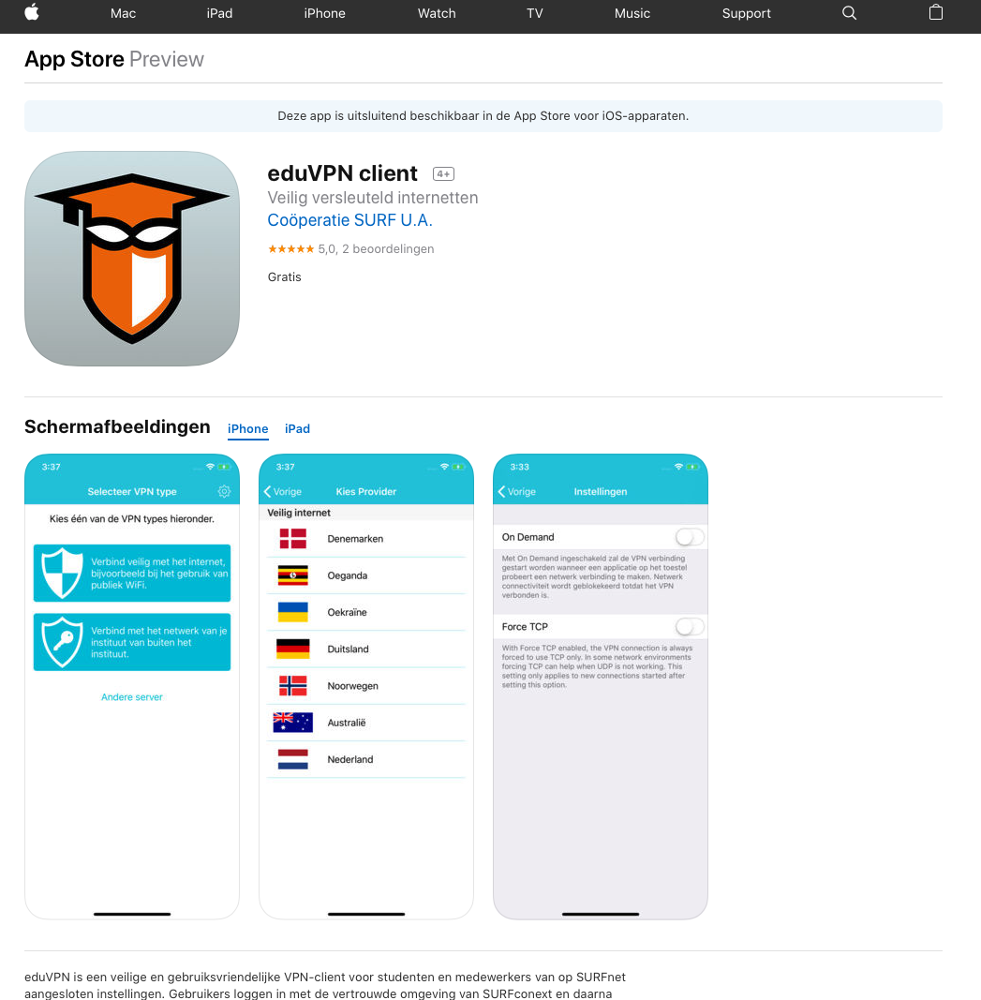 Mac iPad iPhone Watch TV Music Support
App Store Preview
Deze app is uitsluitend beschikbaar in de App Store voor iOS-apparaten.
eduVPN client 4+
Veilig versleuteld internetten
Coöperatie SURF U.A.
★★★★★ 5,0, 2 beoordelingen
Gratis
Schermafbeeldingen iPhone iPad
3:37
Selecteer VPN type
Kies één van de VPN types hieronder.
Verbind veilig met het internet,
bijvoorbeeld bij het gebruik van
publiek WiFi.
Verbind met het netwerk van je
instituut van buiten het
instituut.
Andere server
3:37
Vorige Kies Provider
Veilig internet
Denemarken
Oeganda
Oekraïne
Duitsland
Noorwegen
Australië
Nederland
3:33
Vorige Instellingen
On Demand
Met On Demand ingeschakeld zal de VPN verbinding
gestart worden wanneer een applicatie op het toestel
probeert een netwerk verbinding te maken. Netwerk
connectiviteit wordt geblokekeerd totdat het VPN
verbonden is.
Force TCP
With Force TCP enabled, the VPN connection is always
forced to use TCP only. In some network environments
forcing TCP can help when UDP is not working. This
setting only applies to new connections started after
setting this option.
eduVPN is een veilige en gebruiksvriendelijke VPN-client voor studenten en medewerkers van op SURFnet
aangesloten instellingen. Gebruikers loggen in met de vertrouwde omgeving van SURFconext en daarna